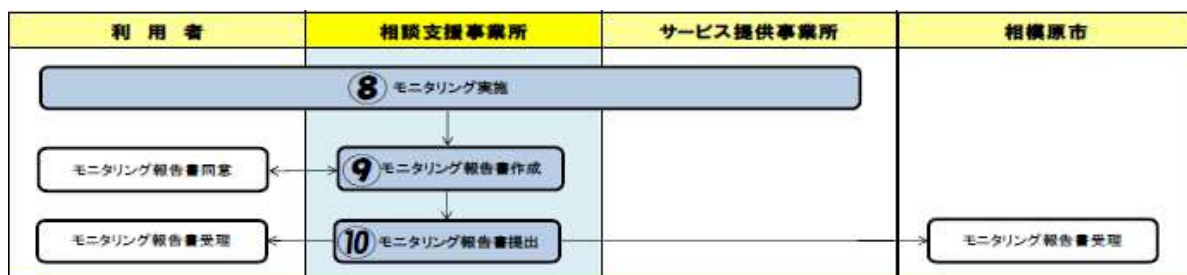 利用者
相談支援事業所
サービス提供事業所
相模原市
⑧モニタリング実施
モニタリング報告書同意
⑨モニタリング報告書作成
モニタリング報告書受理
⑩モニタリング報告書提出
モニタリング報告書受理